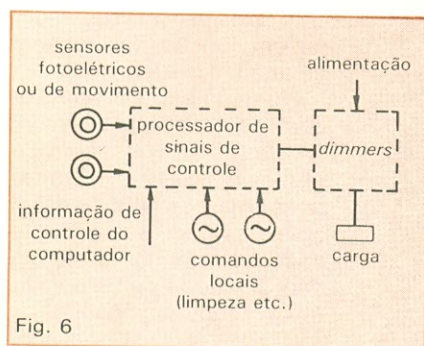 sensores
fotoelétricos
ou de movimento
alimentação
processador de
sinais de
controle
dimmers
informação de
controle do
computador
comandos
locais
(limpeza etc.)
carga
Fig. 6